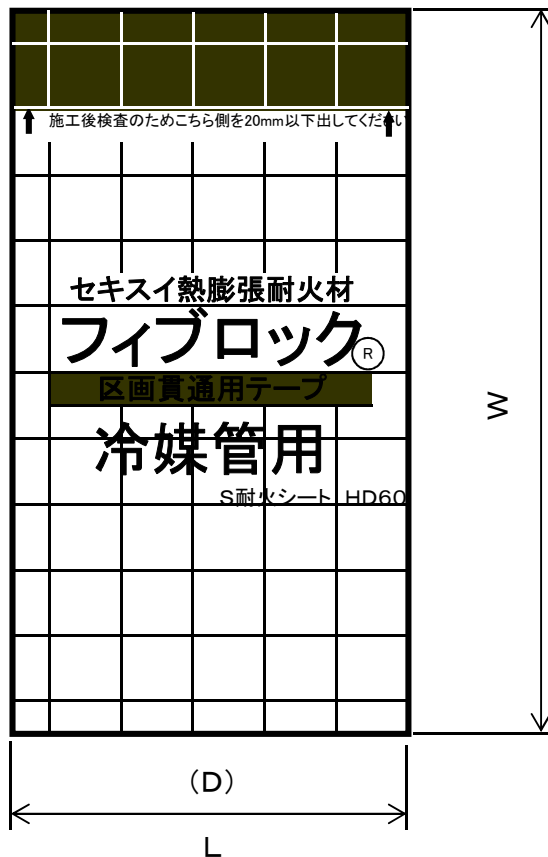 施工後検査のためこちら側を20mm以下出してください
セキスイ熱膨張耐火材
フィブロック®
区画貫通用テープ
冷媒管用
S耐火シート HD60
W
(D)
L